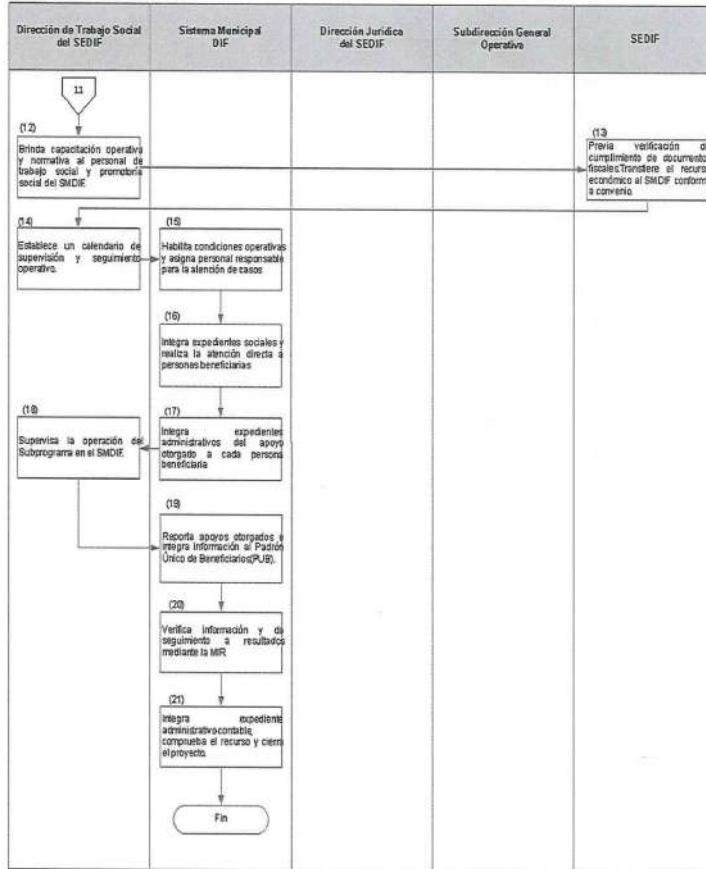 Dirección de Trabajo Social
del SEDIF
Sistema Municipal
DIF
Dirección Jurídica
del SEDIF
Subdirección General
Operativa
SEDIF
11
(12)
Brinda capacitación operativa
y normativa al personal de
trabajo social y promotoría
social del SMDIF.
(13)
Previa verificación de
cumplimiento de documentos
fiscales.Transfiere el recurso
económico al SMDIF conforme
a convenio.
(14)
Establece un calendario de
supervisión y seguimiento
operativo.
(15)
Habilita condiciones operativas
y asigna personal responsable
para la atención de casos
(16)
Integra expedientes sociales y
realiza la atención directa a
personas beneficiarias
(18)
Supervisa la operación del
Subprograma en el SMDIF.
(17)
Integra expedientes
administrativos del apoyo
otorgado a cada persona
beneficiaria
(19)
Reporta apoyos otorgados e
integra información al Padrón
Único de Beneficiarios(PUB).
(20)
Verifica información y da
seguimiento a resultados
mediante la MIR
(21)
Integra expediente
administrativo contable,
comprueba el recurso y cierra
el proyecto.
Fin